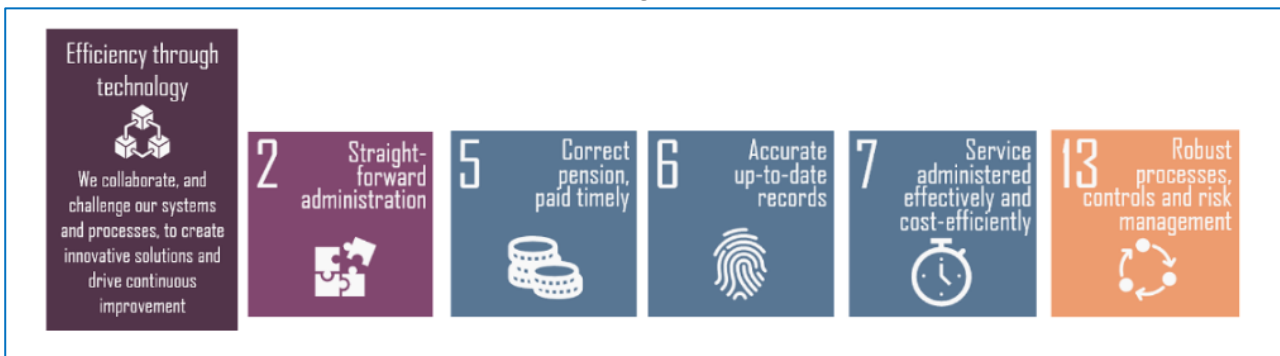 Efficiency through
technology
We collaborate, and
challenge our systems
and processes, to create
innovative solutions and
drive continuous
improvement
2
Straight-
forward
administration
5
Correct
pension,
paid timely
6
Accurate
up-to-date
records
7
Service
administered
effectively and
cost-efficiently
13
Robust
processes,
controls and risk
management